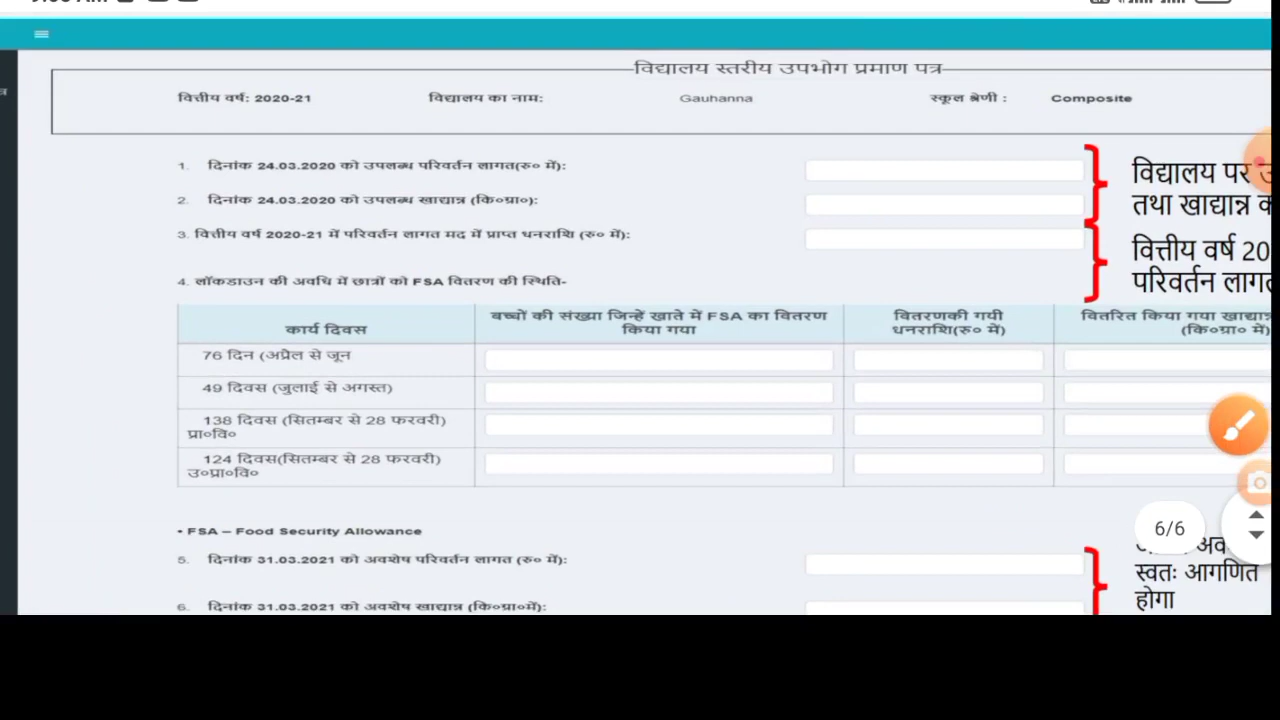 विद्यालय स्तरीय उपभोग प्रमाण पत्र
वित्तीय वर्ष: 2020-21 विद्यालय का नाम: Gauhanna स्कूल श्रेणी : Composite
1. दिनांक 24.03.2020 को उपलब्ध परिवर्तन लागत(रु० में):
विद्यालय पर
2. दिनांक 24.03.2020 को उपलब्ध खाद्यान्न (कि०ग्रा०):
तथा खाद्यान्न
3. वित्तीय वर्ष 2020-21 में परिवर्तन लागत मद में प्राप्त धनराशि (रु० में):
वित्तीय वर्ष 20
परिवर्तन लागत
4. लॉकडाउन की अवधि में छात्रों को FSA वितरण की स्थिति-
कार्य दिवस
बच्चों की संख्या जिन्हें खाते में FSA का वितरण
किया गया
वितरणकी गयी
धनराशि(रु० में)
वितरित किया गया
(कि०ग्रा० में)
76 दिन (अप्रैल से जून
49 दिवस (जुलाई से अगस्त)
138 दिवस (सितम्बर से 28 फरवरी)
प्रा०वि०
124 दिवस(सितम्बर से 28 फरवरी)
उ०प्रा०वि०
• FSA – Food Security Allowance
6/6
5. दिनांक 31.03.2021 को अवशेष परिवर्तन लागत (रु० में):
स्वतः आगणित
होगा
6. दिनांक 31.03.2021 को अवशेष खाद्यान्न (कि०ग्रा०में):